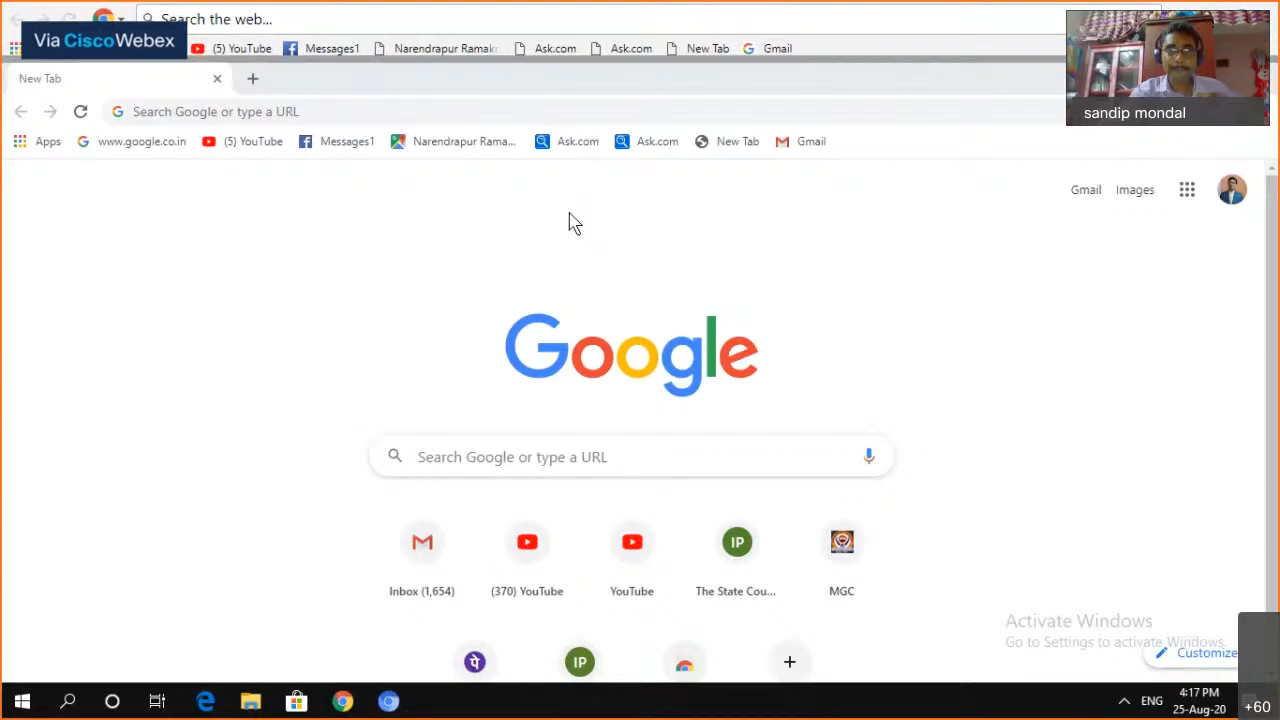 Search the web...
Via CiscoWebex
(5) YouTube
Messages1
Narendrapur Ramak
Ask.com
Ask.com
New Tab
Gmail
sandip mondal
New Tab
Search Google or type a URL
Apps
www.google.co.in
(5) YouTube
Messages1
Narendrapur Rama...
Ask.com
Ask.com
New Tab
Gmail
Gmail
Images
Google
Search Google or type a URL
IP
Inbox (1,654)
(370) YouTube
YouTube
The State Cou...
MGC
Activate Windows
Go to Settings to activate Windows.
पे
IP
Customize
ENG
4:17 PM
25-Aug-20
+60